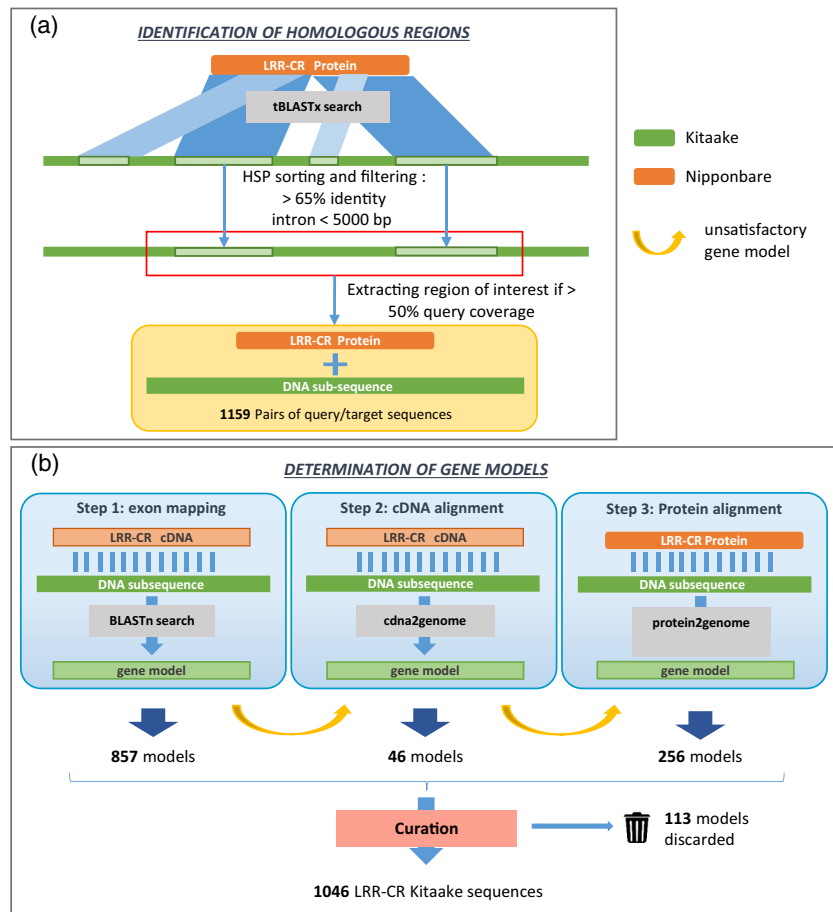 (a)
IDENTIFICATION OF HOMOLOGOUS REGIONS
LRR-CR Protein
tBLASTx search
HSP sorting and filtering :
> 65% identity
intron < 5000 bp
Extracting region of interest if >
50% query coverage
LRR-CR Protein
DNA sub-sequence
1159 Pairs of query/target sequences
Kitaake
Nipponbare
unsatisfactory
gene model
(b)
DETERMINATION OF GENE MODELS
Step 1: exon mapping
LRR-CR cDNA
DNA subsequence
BLASTn search
gene model
Step 2: cDNA alignment
LRR-CR cDNA
DNA subsequence
cdna2genome
gene model
Step 3: Protein alignment
LRR-CR Protein
DNA subsequence
protein2genome
gene model
857 models
46 models
256 models
Curation
113 models
discarded
1046 LRR-CR Kitaake sequences